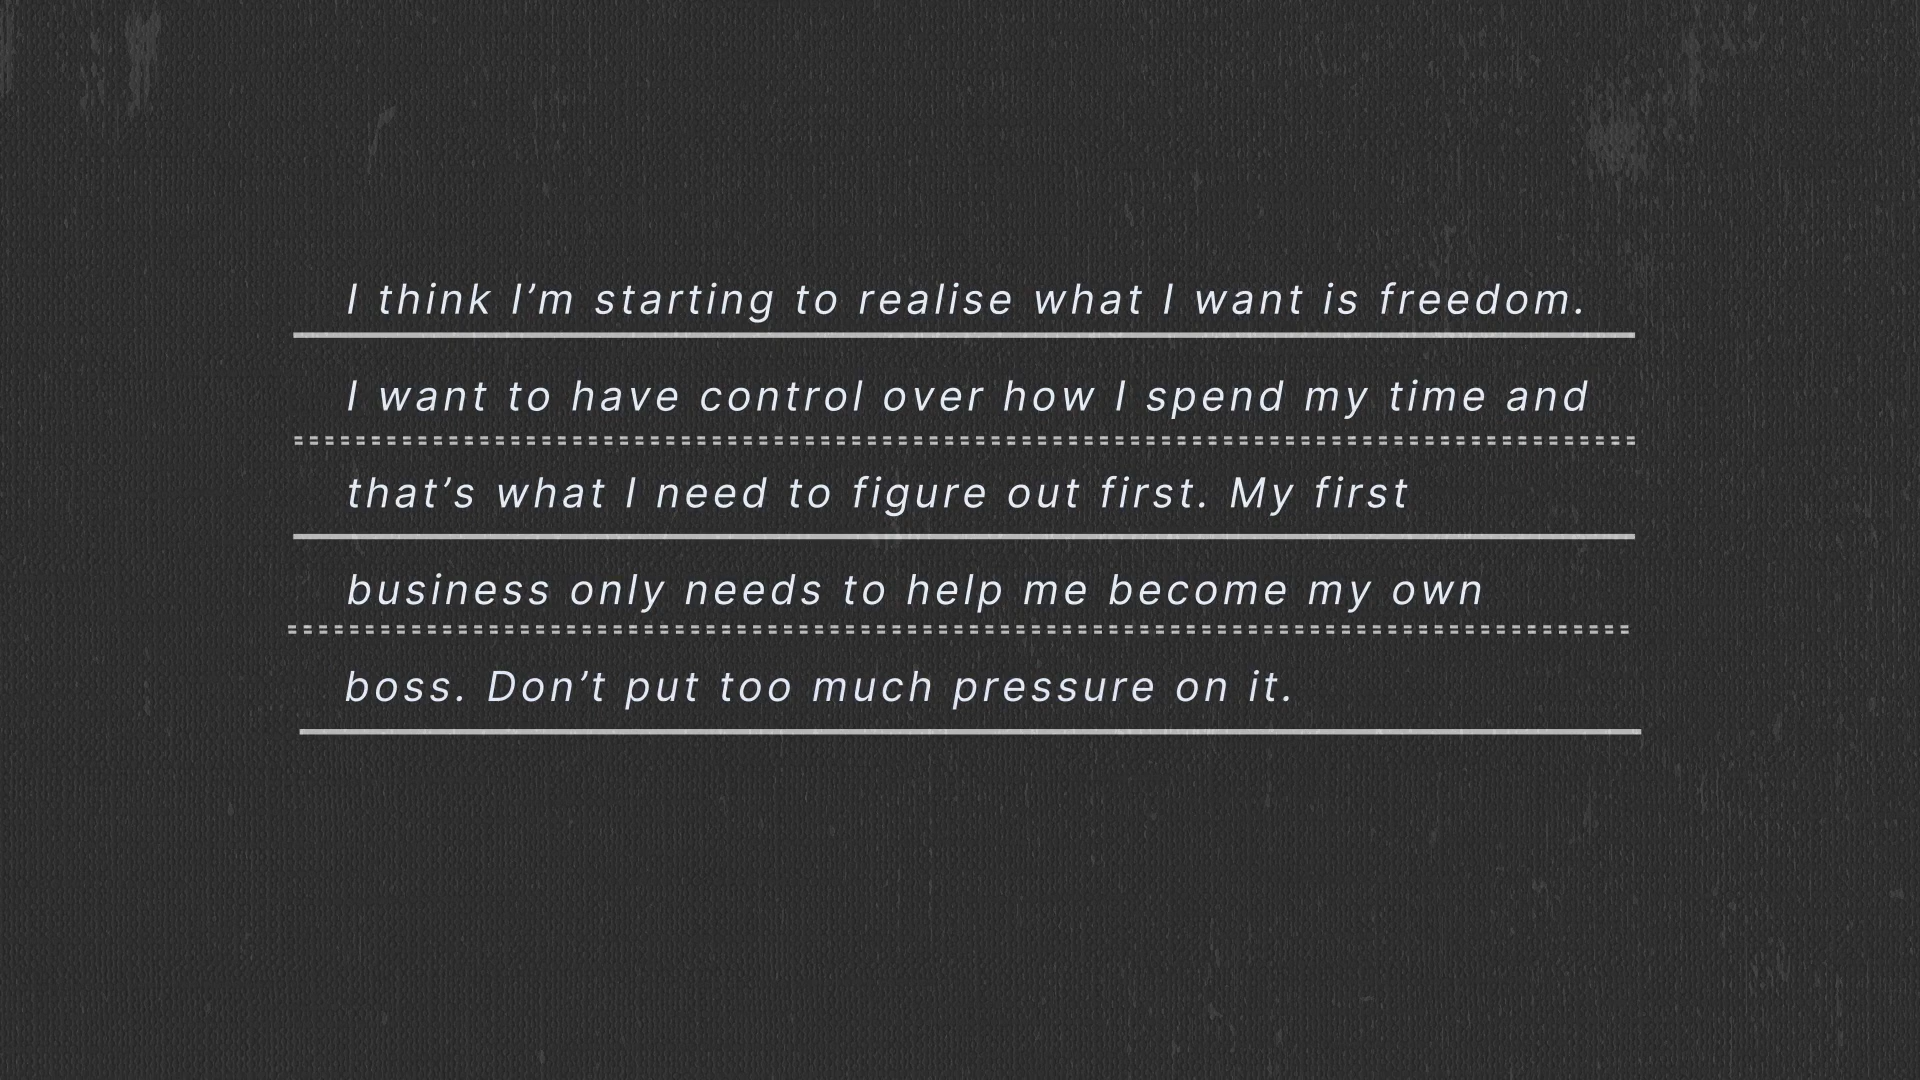 I think I’m starting to realise what I want is freedom.
I want to have control over how I spend my time and
that’s what I need to figure out first. My first
business only needs to help me become my own
boss. Don’t put too much pressure on it.